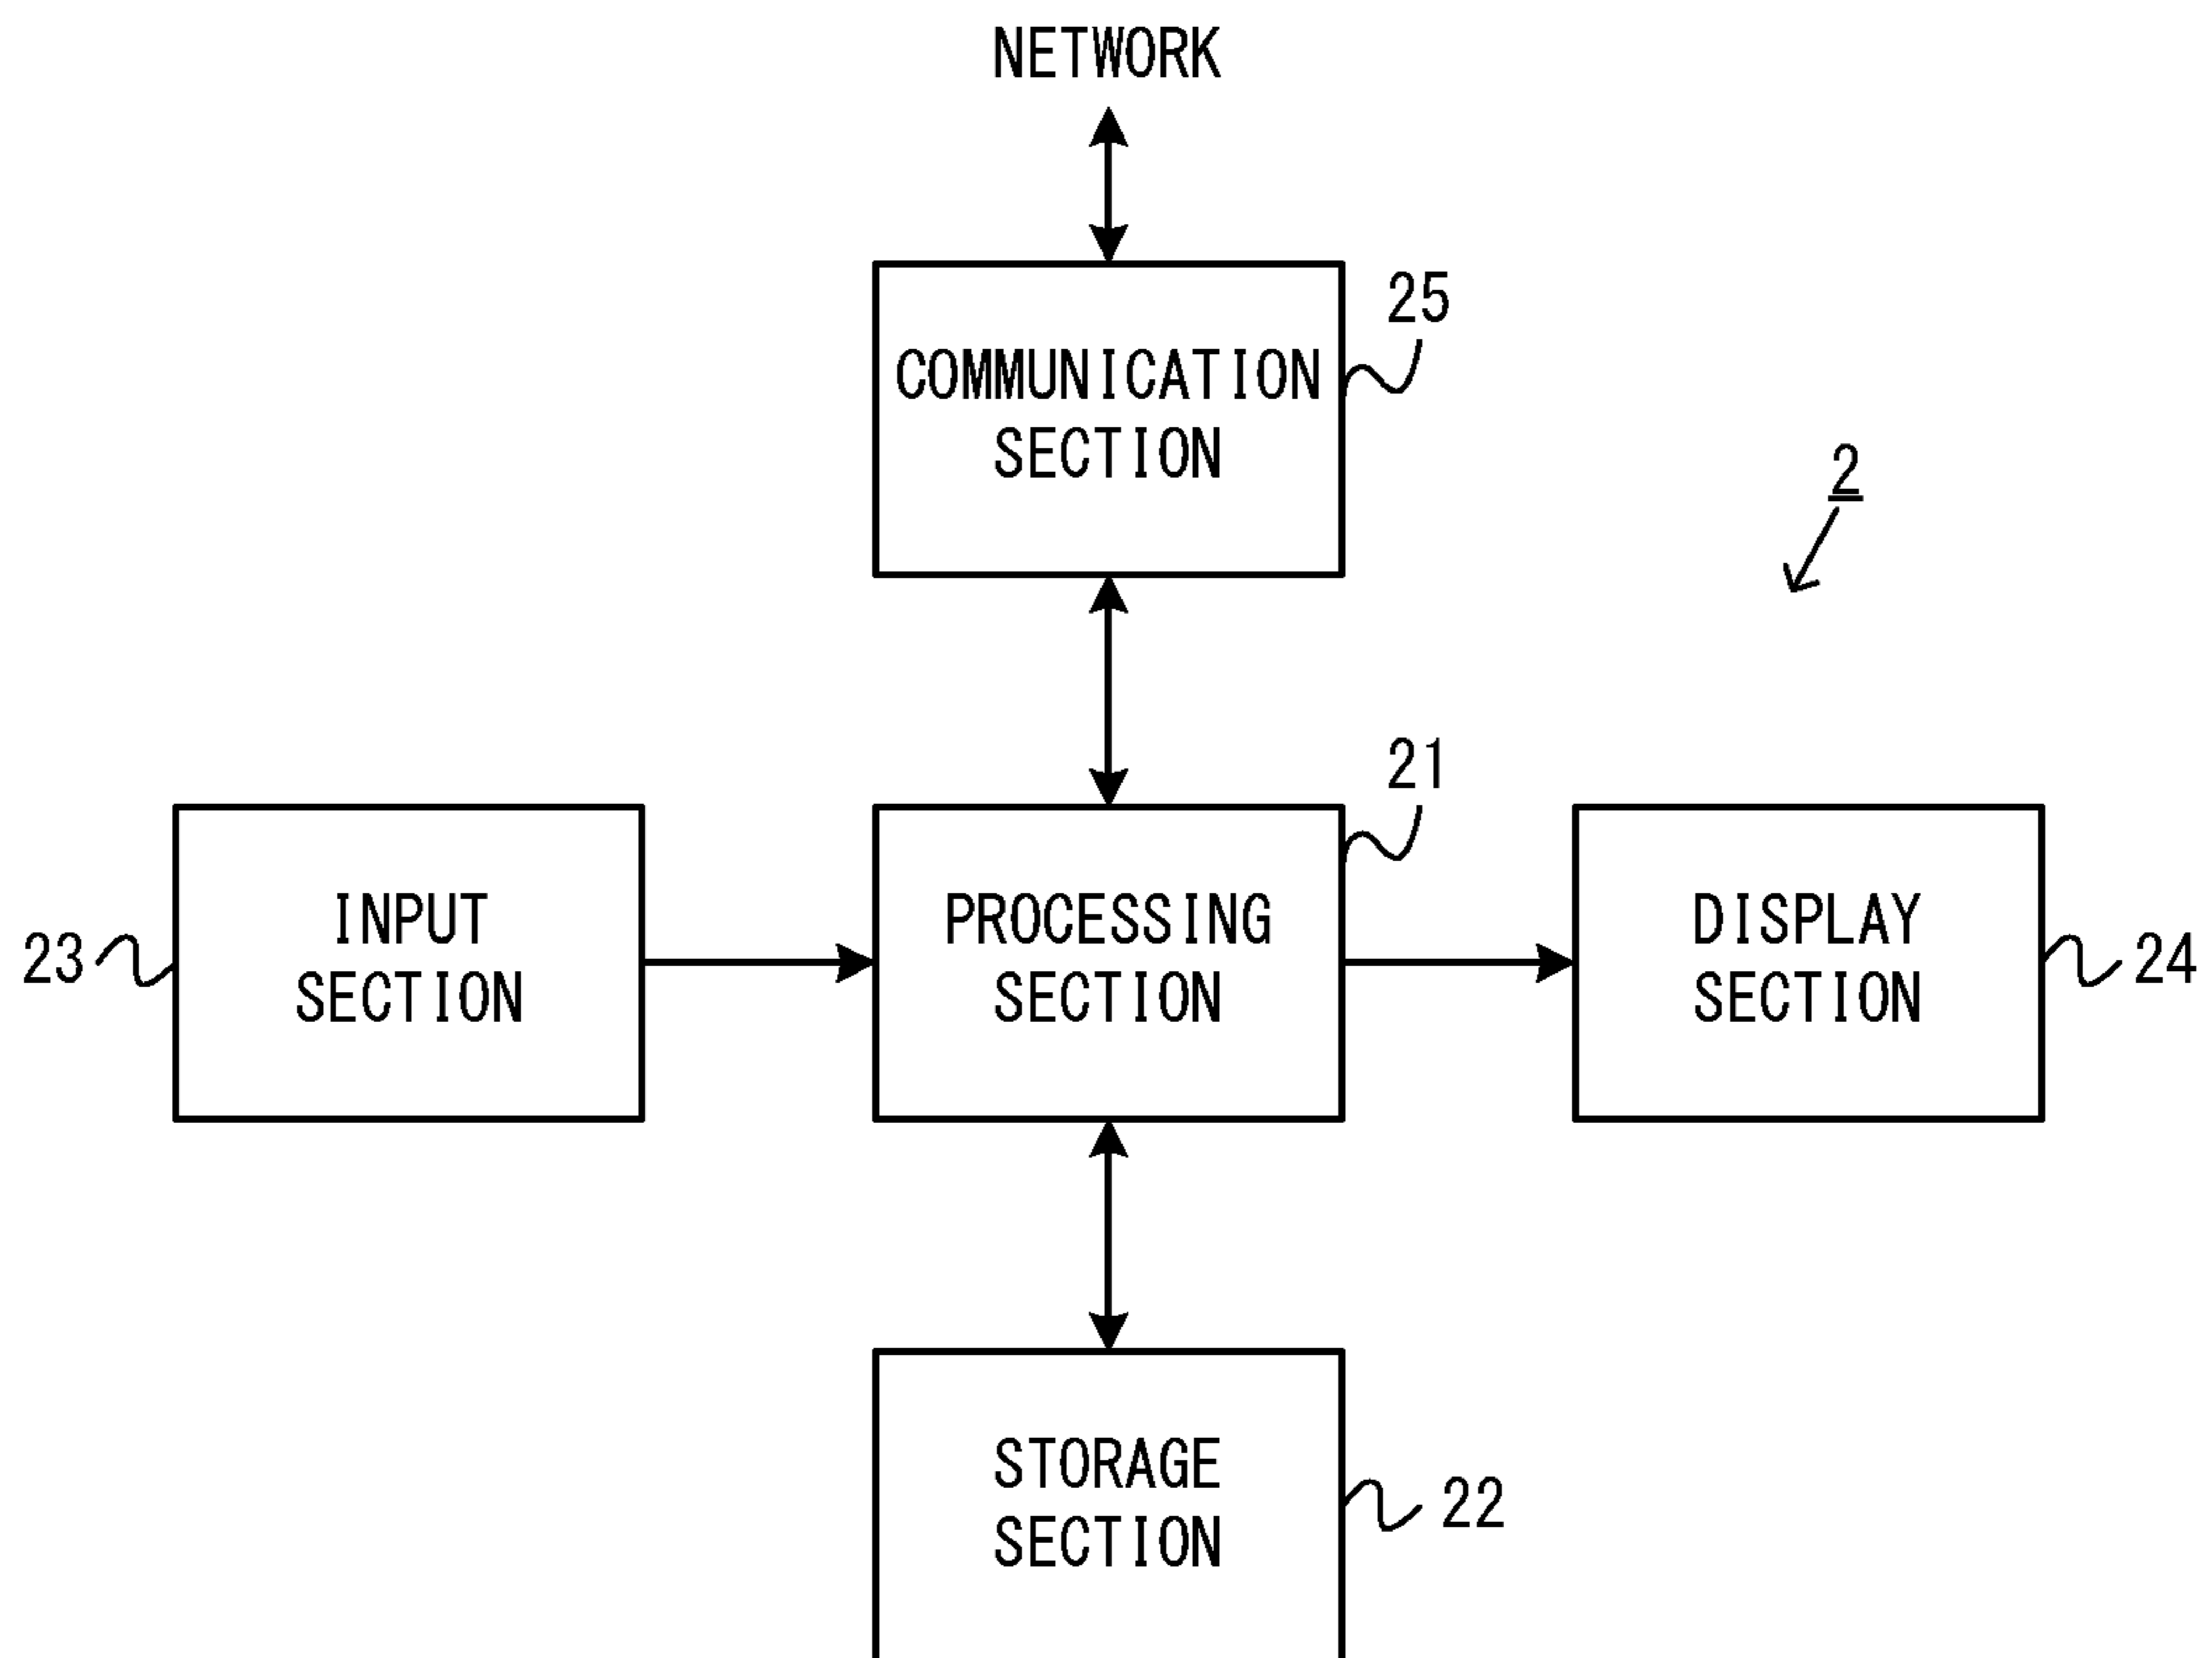 NETWORK
25
COMMUNICATION
SECTION
2
21
INPUT
SECTION
23
PROCESSING
SECTION
DISPLAY
SECTION
24
STORAGE
SECTION
22